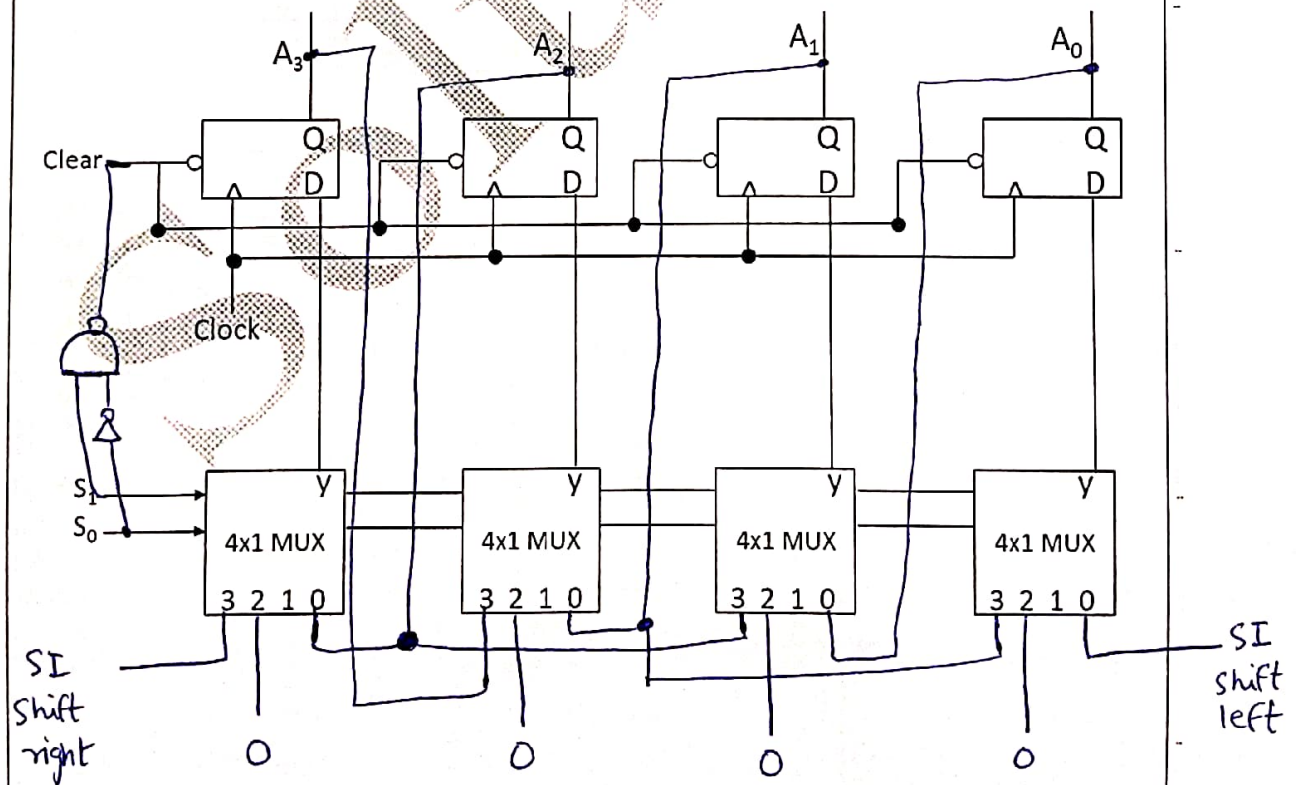 A3 A2 A1 A0
Q Q Q Q
Clear
D D D D
Clock
S1
S0
y y y y
4x1 MUX 4x1 MUX 4x1 MUX 4x1 MUX
3 2 1 0 3 2 1 0 3 2 1 0 3 2 1 0
SI
shift
right
0 0 0 0
SI
shift
left